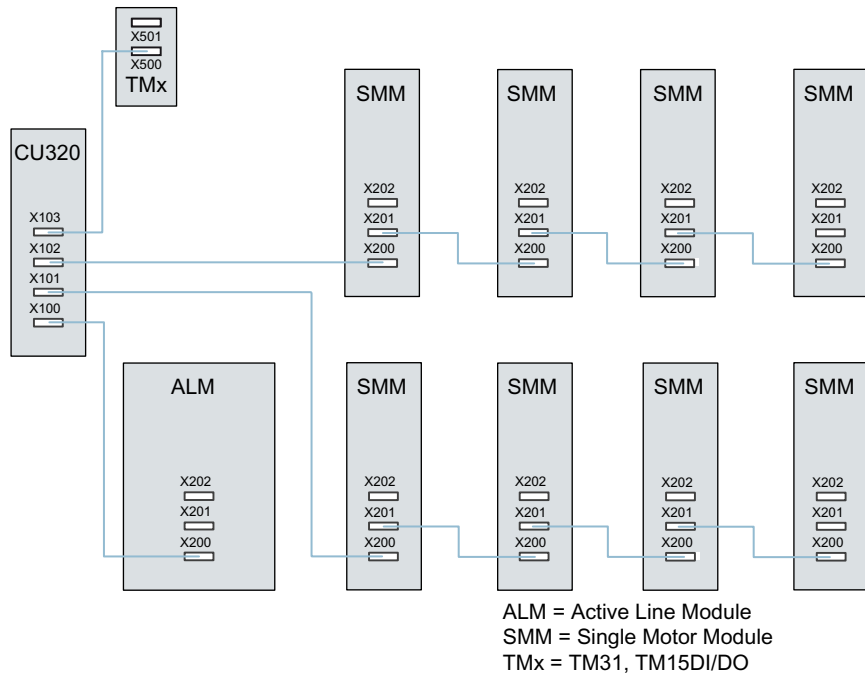 X501
X500
TMx
CU320
X103
X102
X101
X100
SMM
X202
X201
X200
SMM
X202
X201
X200
SMM
X202
X201
X200
SMM
X202
X201
X200
ALM
X202
X201
X200
SMM
X202
X201
X200
SMM
X202
X201
X200
SMM
X202
X201
X200
SMM
X202
X201
X200
ALM = Active Line Module
SMM = Single Motor Module
TMx = TM31, TM15DI/DO